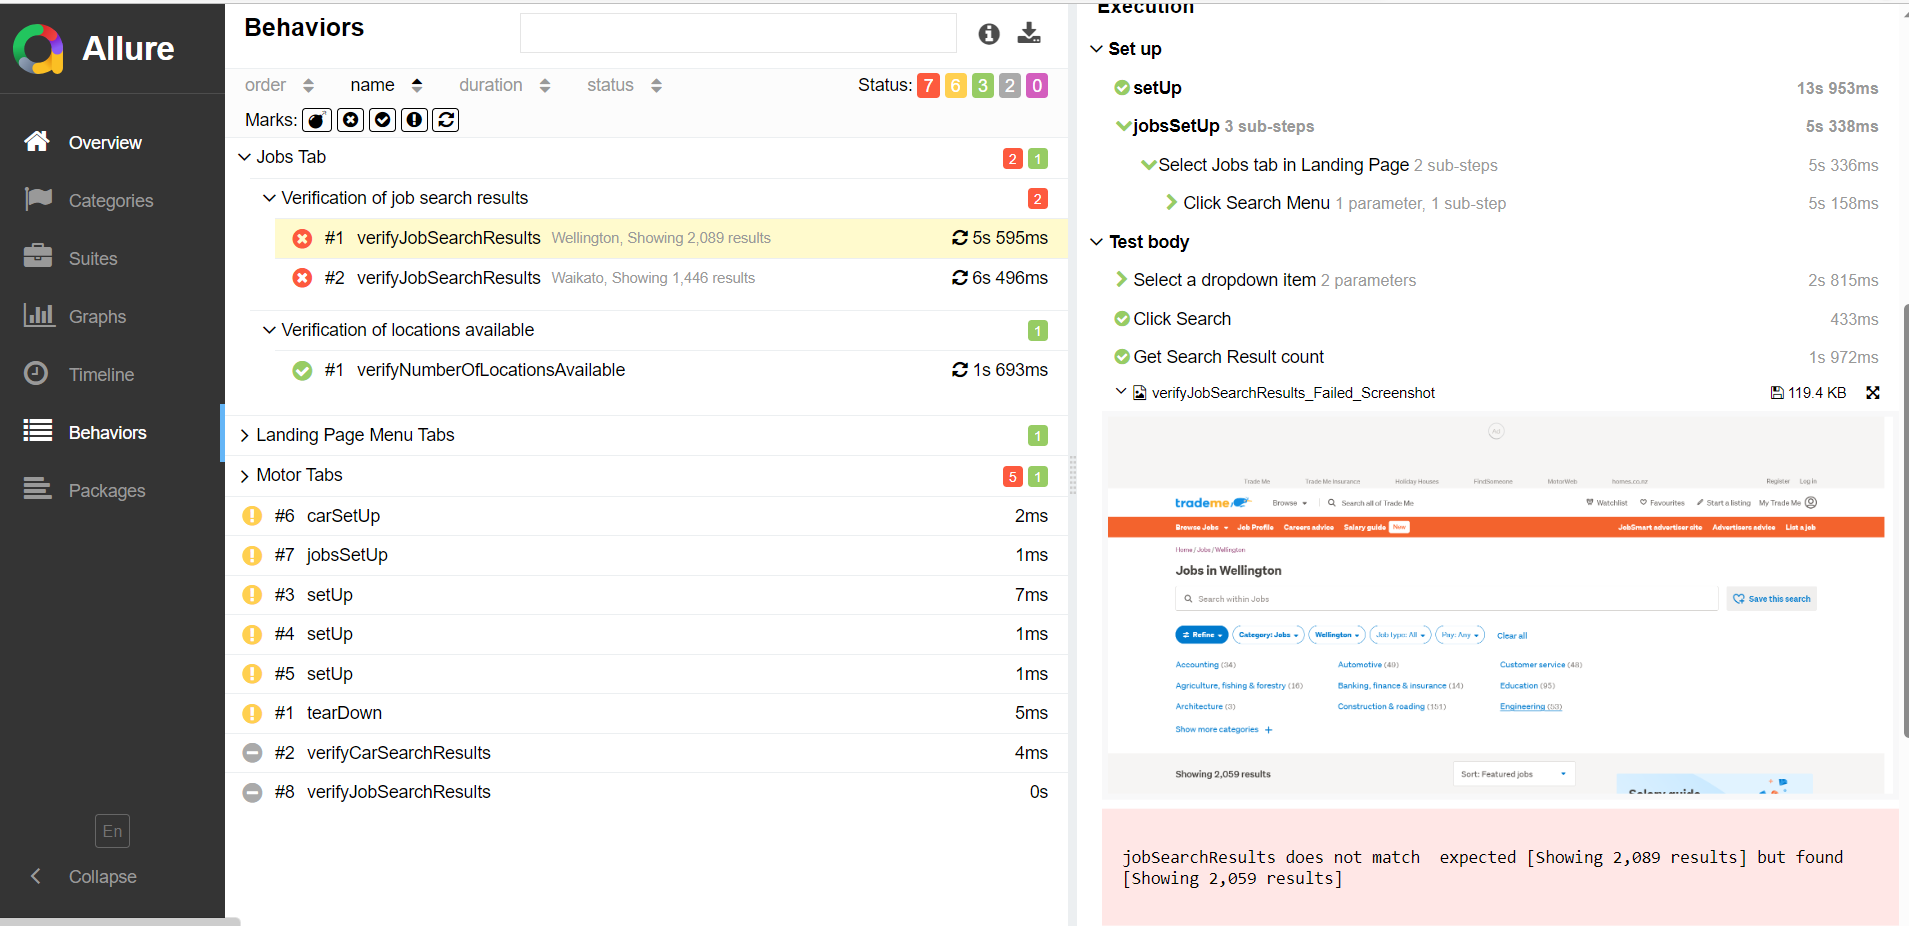 Allure
Overview
Categories
Suites
Graphs
Timeline
Behaviors
Packages
En
Collapse
Behaviors
order name duration status Status: 7 6 3 2 0
Marks:
Jobs Tab 2 1
Verification of job search results 2
#1 verifyJobSearchResults Wellington, Showing 2,089 results 5s 595ms
#2 verifyJobSearchResults Waikato, Showing 1,446 results 6s 496ms
Verification of locations available 1
#1 verifyNumberOfLocationsAvailable 1s 693ms
Landing Page Menu Tabs 1
Motor Tabs 5 1
#6 carSetUp 2ms
#7 jobsSetUp 1ms
#3 setUp 7ms
#4 setUp 1ms
#5 setUp 1ms
#1 tearDown 5ms
#2 verifyCarSearchResults 4ms
#8 verifyJobSearchResults 0s
Execution
Set up
setUp 13s 953ms
jobsSetUp 3 sub-steps 5s 338ms
Select Jobs tab in Landing Page 2 sub-steps 5s 336ms
Click Search Menu 1 parameter, 1 sub-step 5s 158ms
Test body
Select a dropdown item 2 parameters 2s 815ms
Click Search 433ms
Get Search Result count 1s 972ms
verifyJobSearchResults_Failed_Screenshot 119.4 KB
Ad
Trade Me Trade Me Insurance Holiday Houses FindSomeone MotorWeb homes.co.nz Register Log in
trademe Browse Search all of Trade Me Watchlist Favourites Start a listing My Trade Me
Browse Jobs Job Profile Careers advice Salary guide New JobSmart advertiser site Advertisers advice List a job
Home / Jobs / Wellington
Jobs in Wellington
Search within Jobs Save this search
Refine Category: Jobs Wellington Job type: All Pay: Any Clear all
Accounting (34) Automotive (49) Customer service (48)
Agriculture, fishing & forestry (16) Banking, finance & insurance (14) Education (95)
Architecture (3) Construction & roading (151) Engineering (53)
Show more categories +
Showing 2,059 results Sort: Featured jobs
Salary guide
jobSearchResults does not match expected [Showing 2,089 results] but found
[Showing 2,059 results]